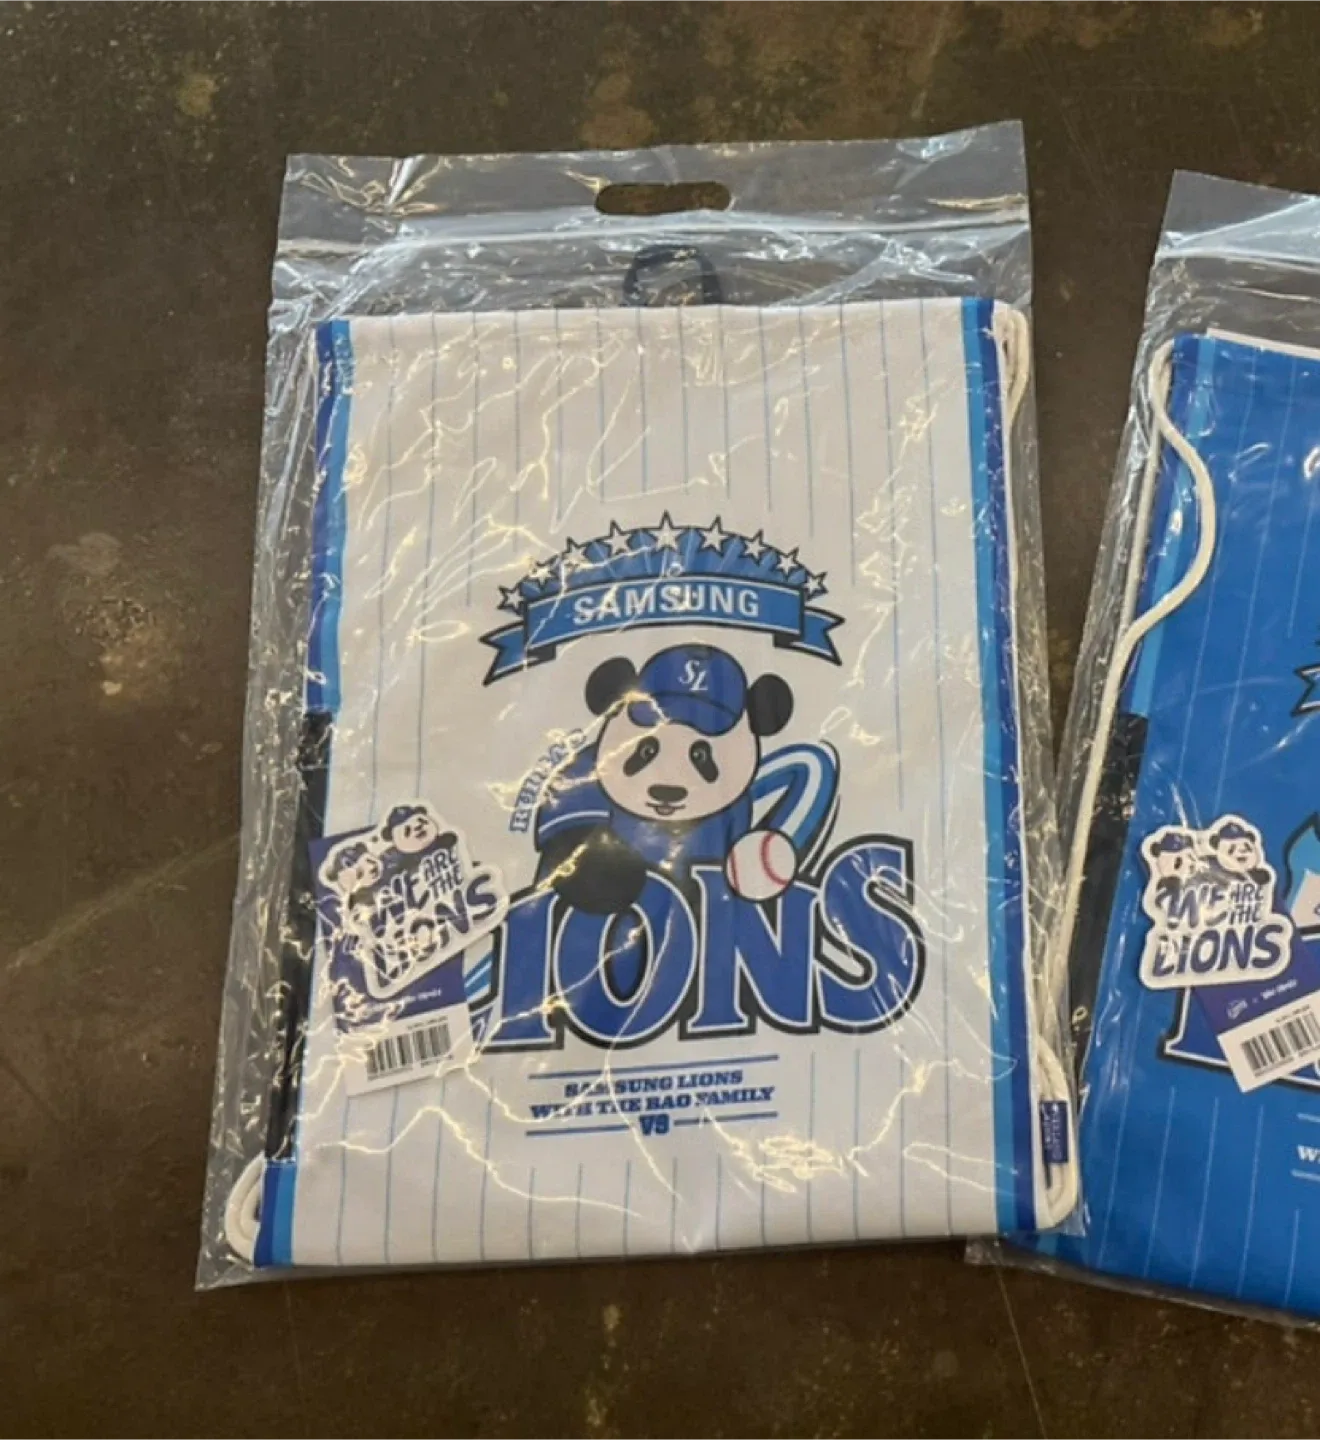 SAMSUNG
SL
LIONS
SAMSUNG LIONS
WITH THE BAO FAMILY
V8
WE ARE
THE
LIONS
WE ARE
THE
LIONS